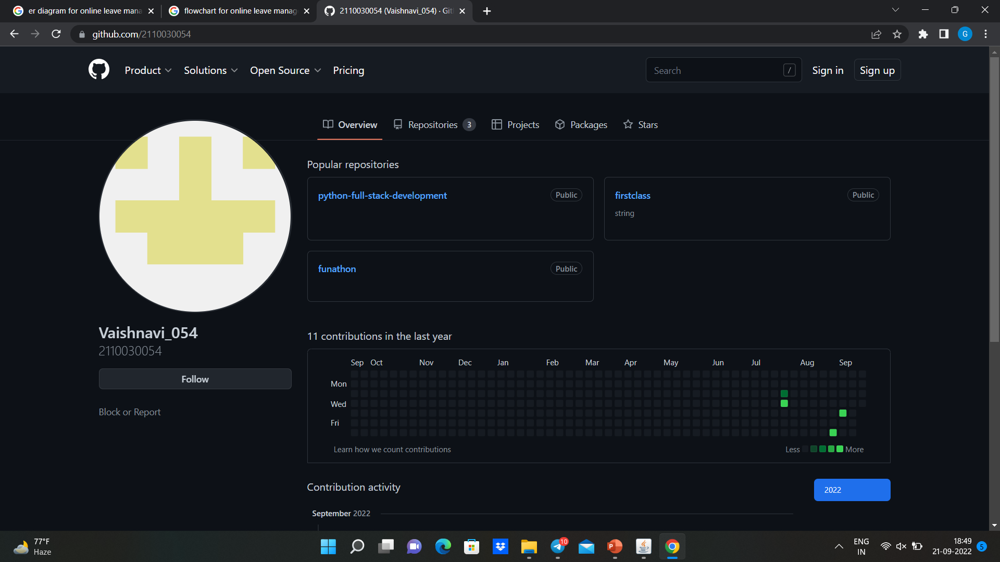 er diagram for online leave mana
flowchart for online leave manag
2110030054 (Vaishnavi_054) · Git
github.com/2110030054
G
Product
Solutions
Open Source
Pricing
Search
/
Sign in
Sign up
Overview
Repositories 3
Projects
Packages
Stars
Popular repositories
python-full-stack-development
Public
firstclass
Public
string
funathon
Public
Vaishnavi_054
2110030054
Follow
Block or Report
11 contributions in the last year
Sep Oct Nov Dec Jan Feb Mar Apr May Jun Jul Aug Sep
Mon
Wed
Fri
Learn how we count contributions
Less More
Contribution activity
2022
September 2022
77°F
Haze
10
P
ENG
IN
18:49
21-09-2022
5